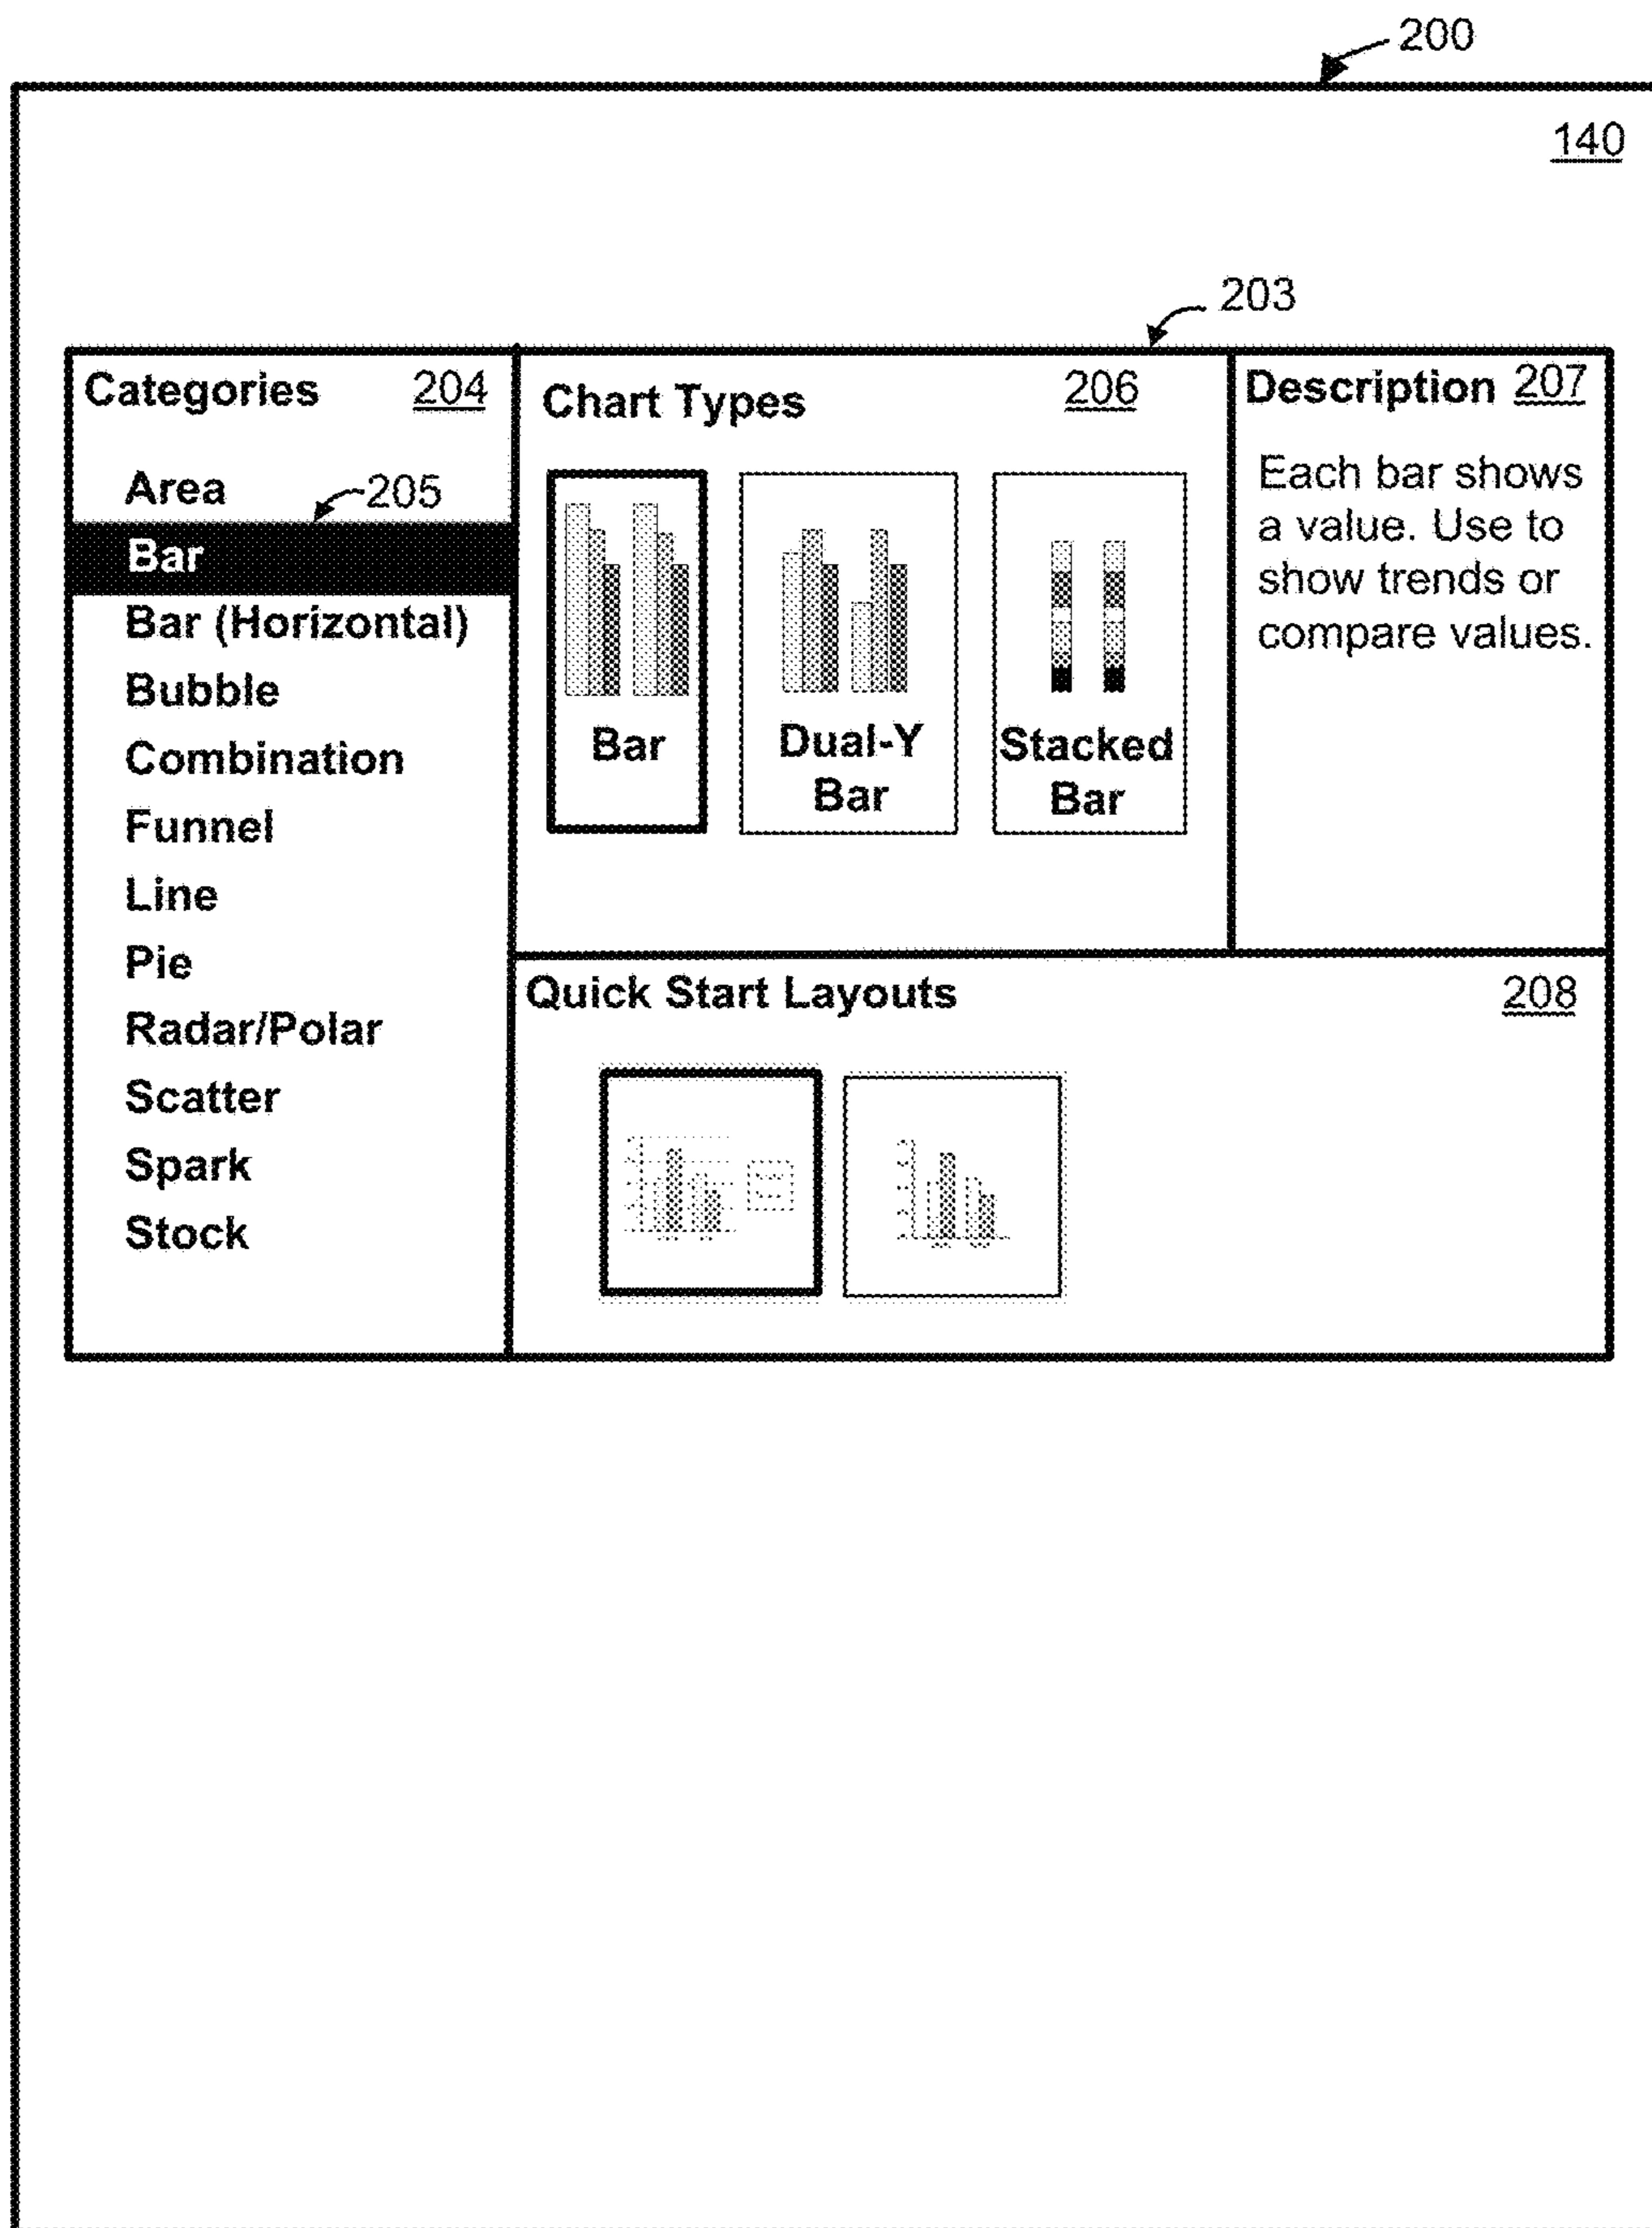 200
140
203
Categories 204
Area
205
Bar
Bar (Horizontal)
Bubble
Combination
Funnel
Line
Pie
Radar/Polar
Scatter
Spark
Stock
Chart Types 206
Bar
Dual-Y
Bar
Stacked
Bar
Description 207
Each bar shows
a value. Use to
show trends or
compare values.
Quick Start Layouts 208